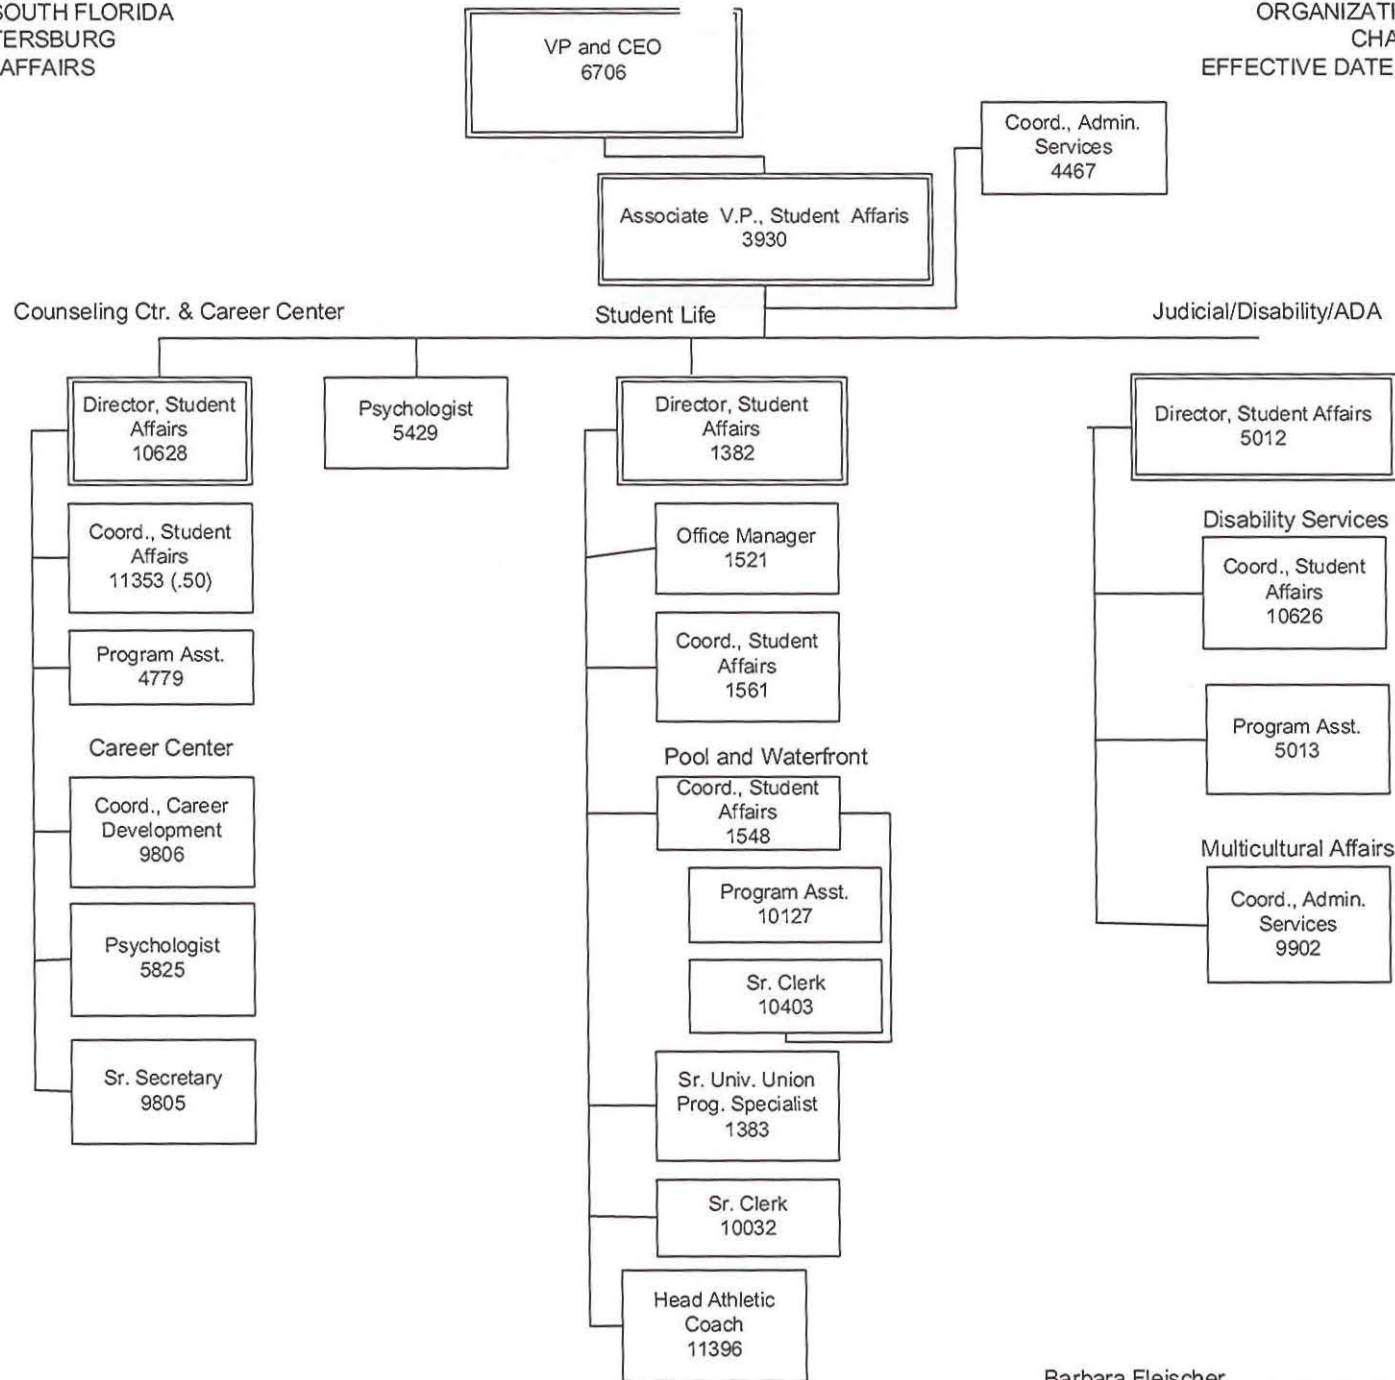 SOUTH FLORIDA
TERSBURG
AFFAIRS
ORGANIZATI
CHA
EFFECTIVE DATE
VP and CEO
6706
Coord., Admin.
Services
4467
Associate V.P., Student Affaris
3930
Counseling Ctr. & Career Center
Student Life
Judicial/Disability/ADA
Director, Student
Affairs
10628
Psychologist
5429
Director, Student
Affairs
1382
Director, Student Affairs
5012
Coord., Student
Affairs
11353 (.50)
Program Asst.
4779
Career Center
Coord., Career
Development
9806
Psychologist
5825
Sr. Secretary
9805
Office Manager
1521
Coord., Student
Affairs
1561
Pool and Waterfront
Coord., Student
Affairs
1548
Program Asst.
10127
Sr. Clerk
10403
Sr. Univ. Union
Prog. Specialist
1383
Sr. Clerk
10032
Head Athletic
Coach
11396
Disability Services
Coord., Student
Affairs
10626
Program Asst.
5013
Multicultural Affairs
Coord., Admin.
Services
9902
Barbara Fleischer